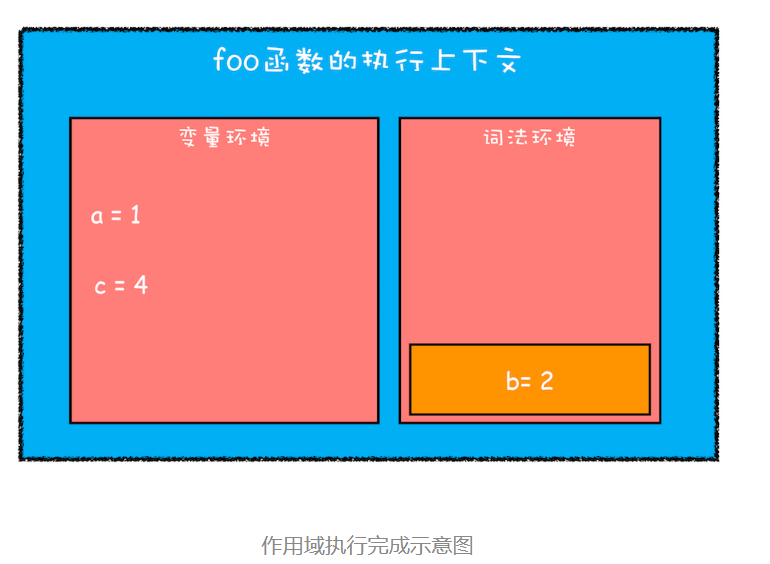 foo函数的执行上下文
变量环境
词法环境
a = 1
c = 4
b= 2
作用域执行完成示意图